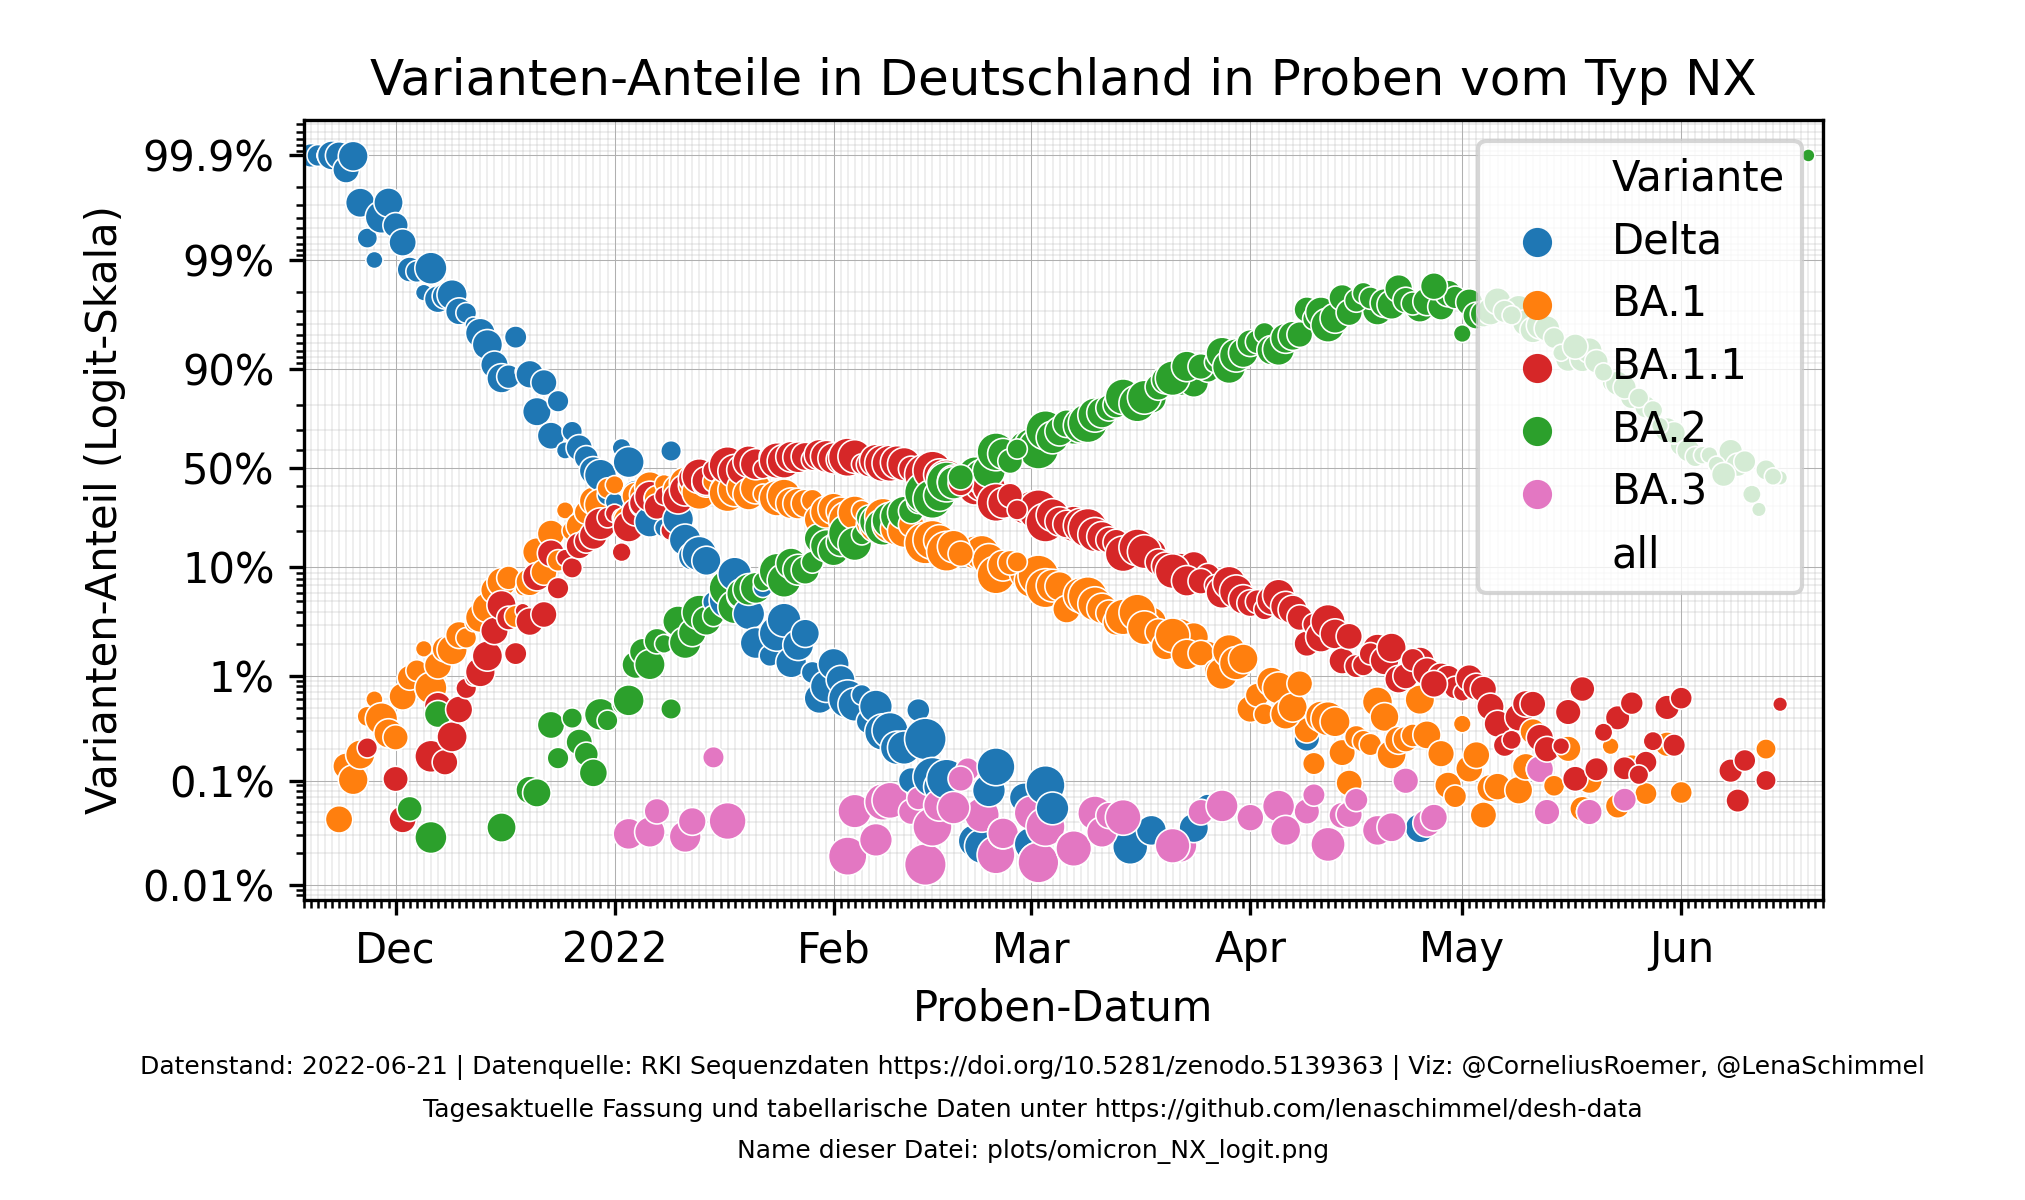 Varianten-Anteile in Deutschland in Proben vom Typ NX
Varianten-Anteil (Logit-Skala)
99.9%
99%
90%
50%
10%
1%
0.1%
0.01%
Variante
Delta
BA.1
BA.1.1
BA.2
BA.3
all
Dec 2022 Feb Mar Apr May Jun
Proben-Datum
Datenstand: 2022-06-21 | Datenquelle: RKI Sequenzdaten https://doi.org/10.5281/zenodo.5139363 | Viz: @CorneliusRoemer, @LenaSchimmel
Tagesaktuelle Fassung und tabellarische Daten unter https://github.com/lenaschimmel/desh-data
Name dieser Datei: plots/omicron_NX_logit.png